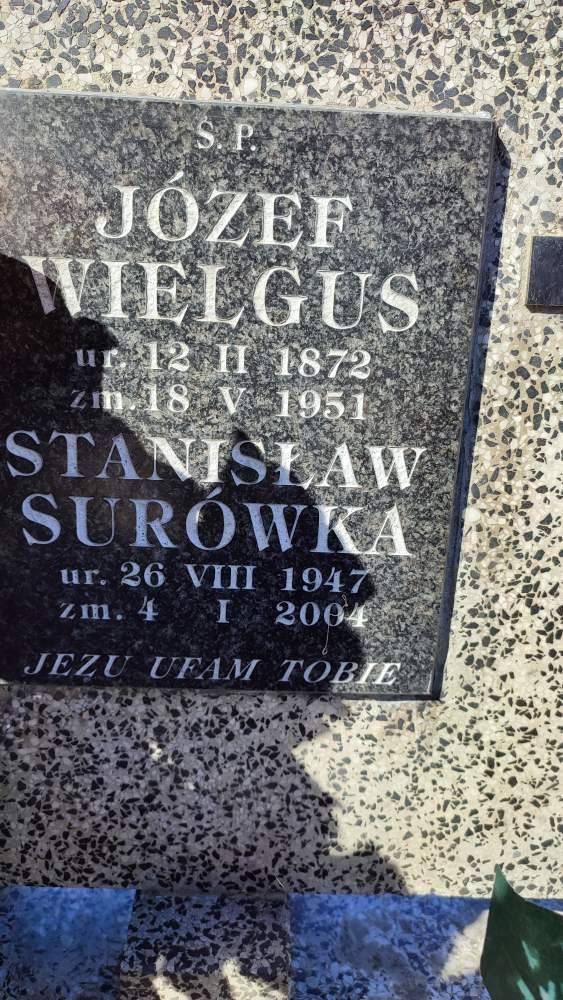 Ś. P.
JÓZEF
WIELGUS
ur. 12 II 1872
zm. 18 V 1951
STANISŁAW
SURÓWKA
ur. 26 VIII 1947
zm. 4 I 2004
JEZU UFAM TOBIE